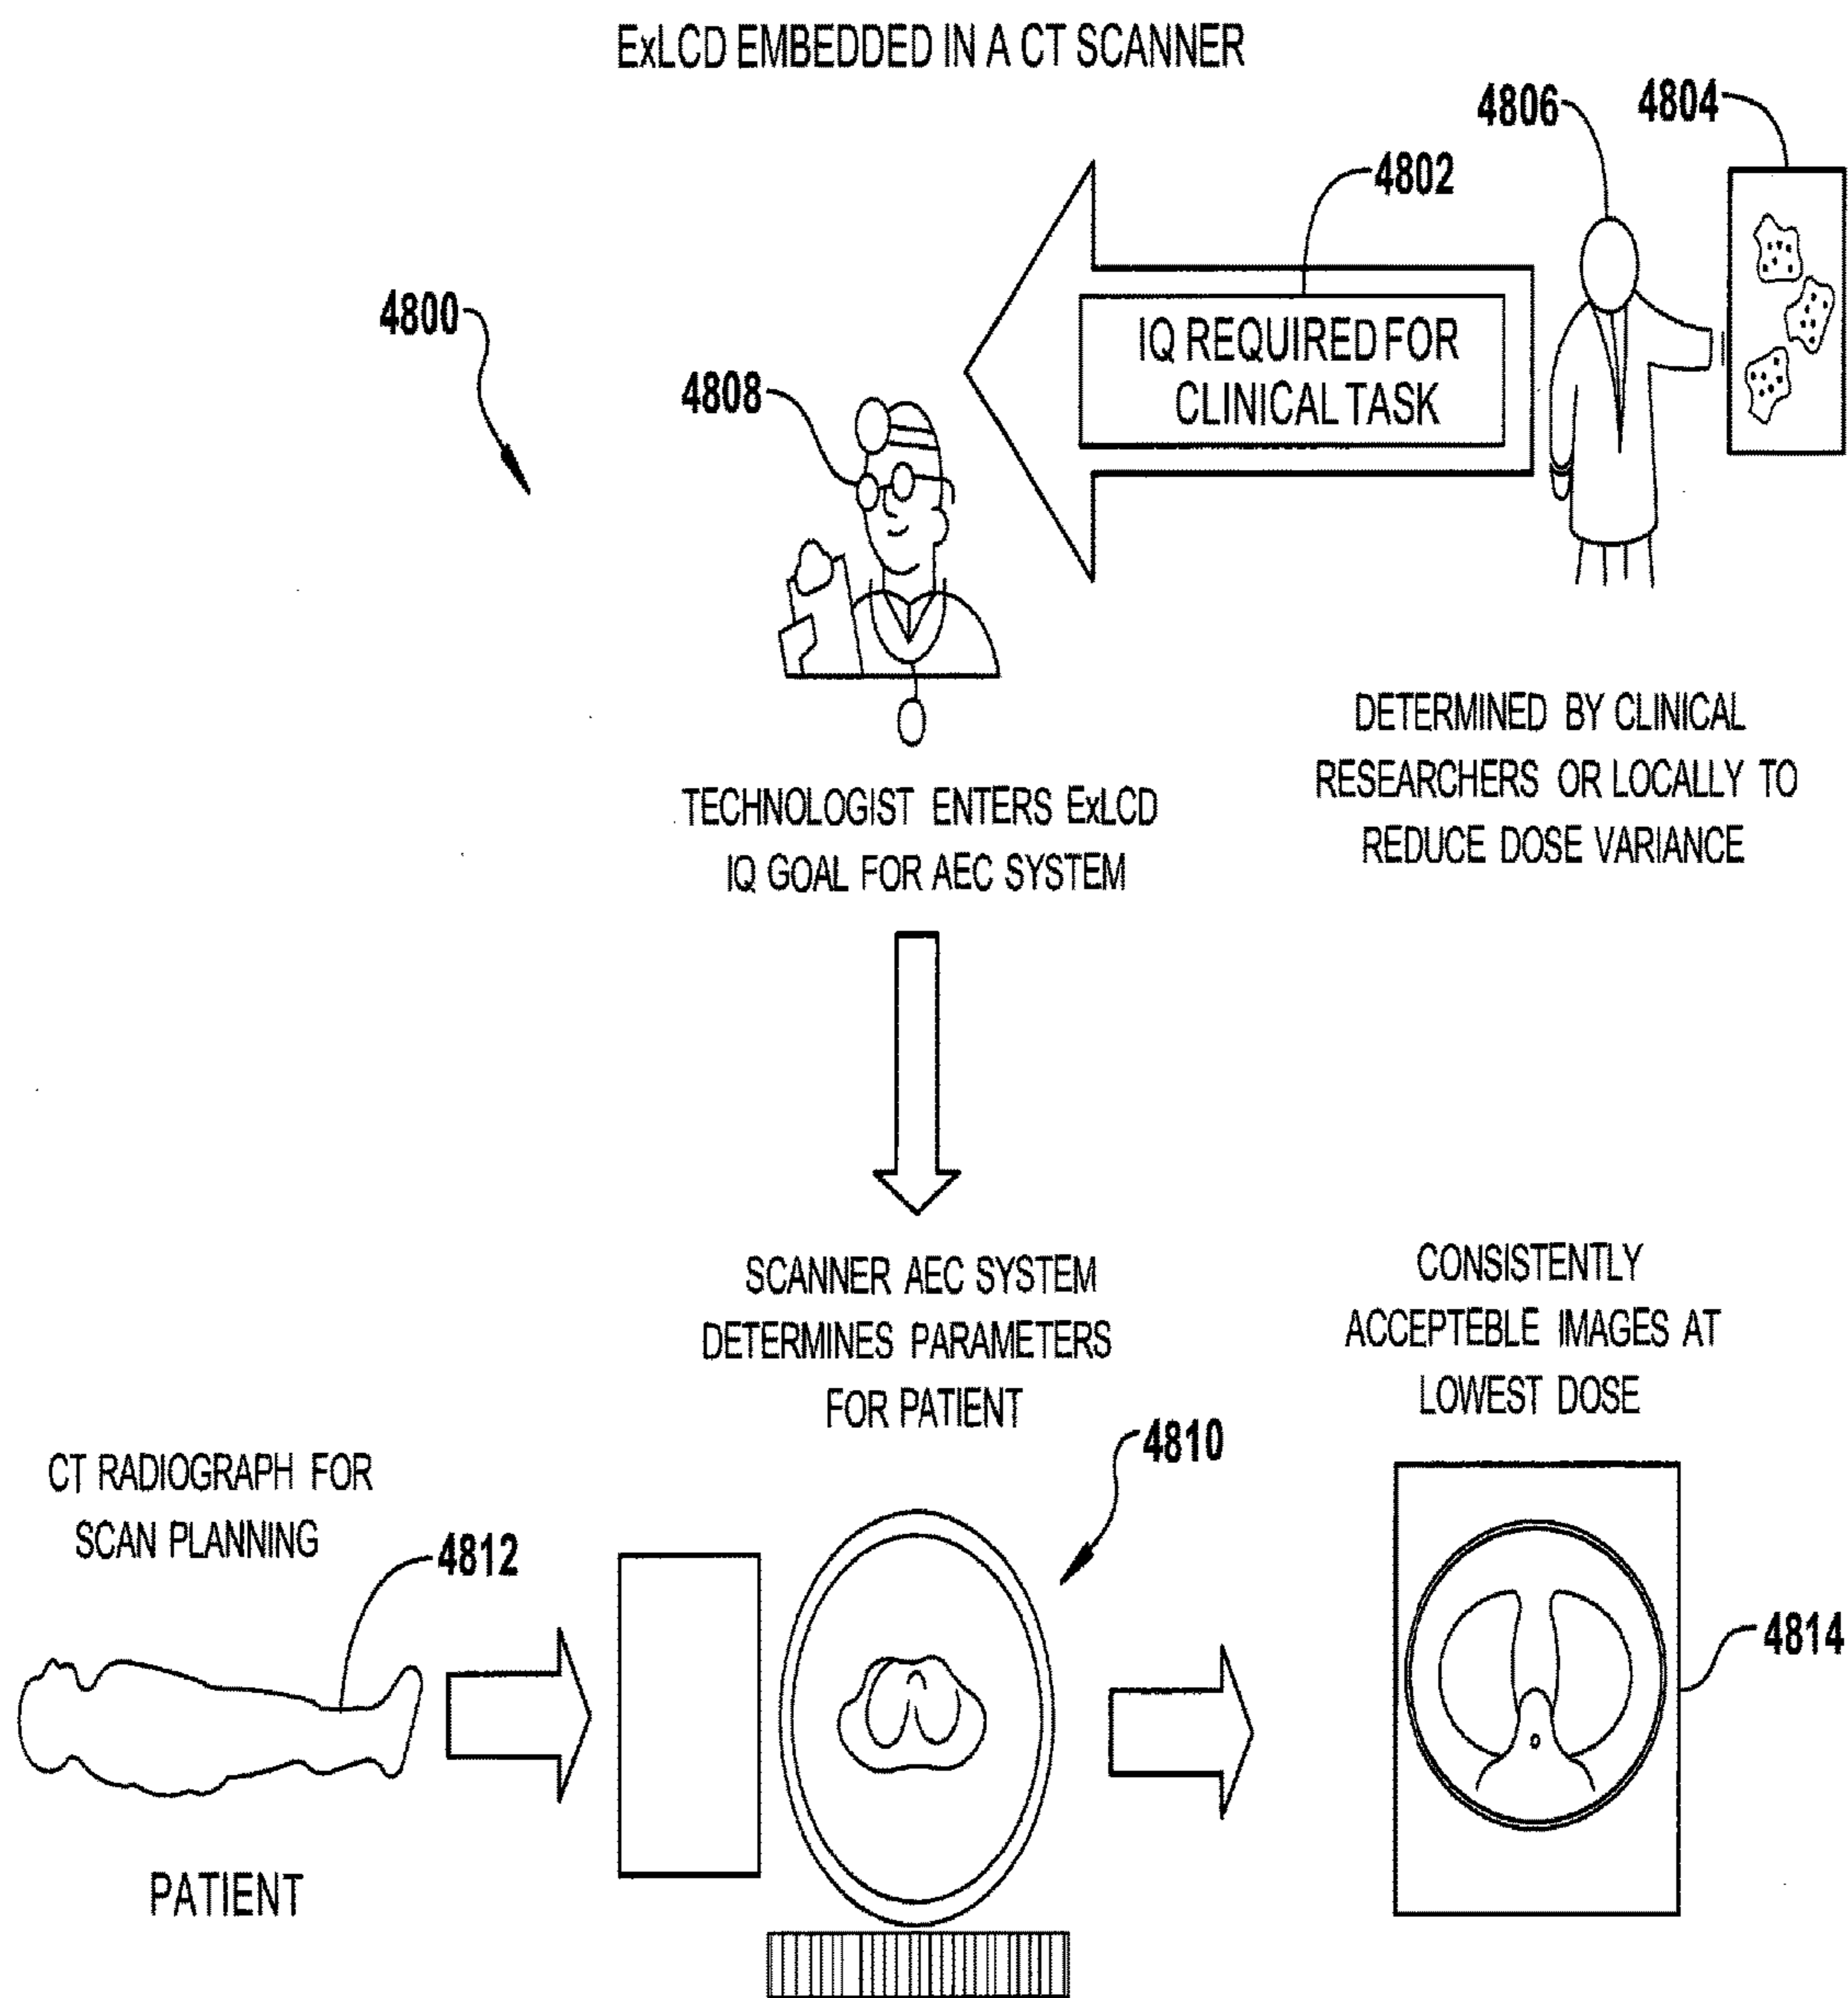 ExLCD EMBEDDED IN A CT SCANNER
4806
4804
4802
4800
IQ REQUIRED FOR
CLINICAL TASK
4808
DETERMINED BY CLINICAL
RESEARCHERS OR LOCALLY TO
REDUCE DOSE VARIANCE
TECHNOLOGIST ENTERS ExLCD
IQ GOAL FOR AEC SYSTEM
SCANNER AEC SYSTEM
DETERMINES PARAMETERS
FOR PATIENT
CONSISTENTLY
ACCEPTEBLE IMAGES AT
LOWEST DOSE
4810
CT RADIOGRAPH FOR
SCAN PLANNING
4812
4814
PATIENT